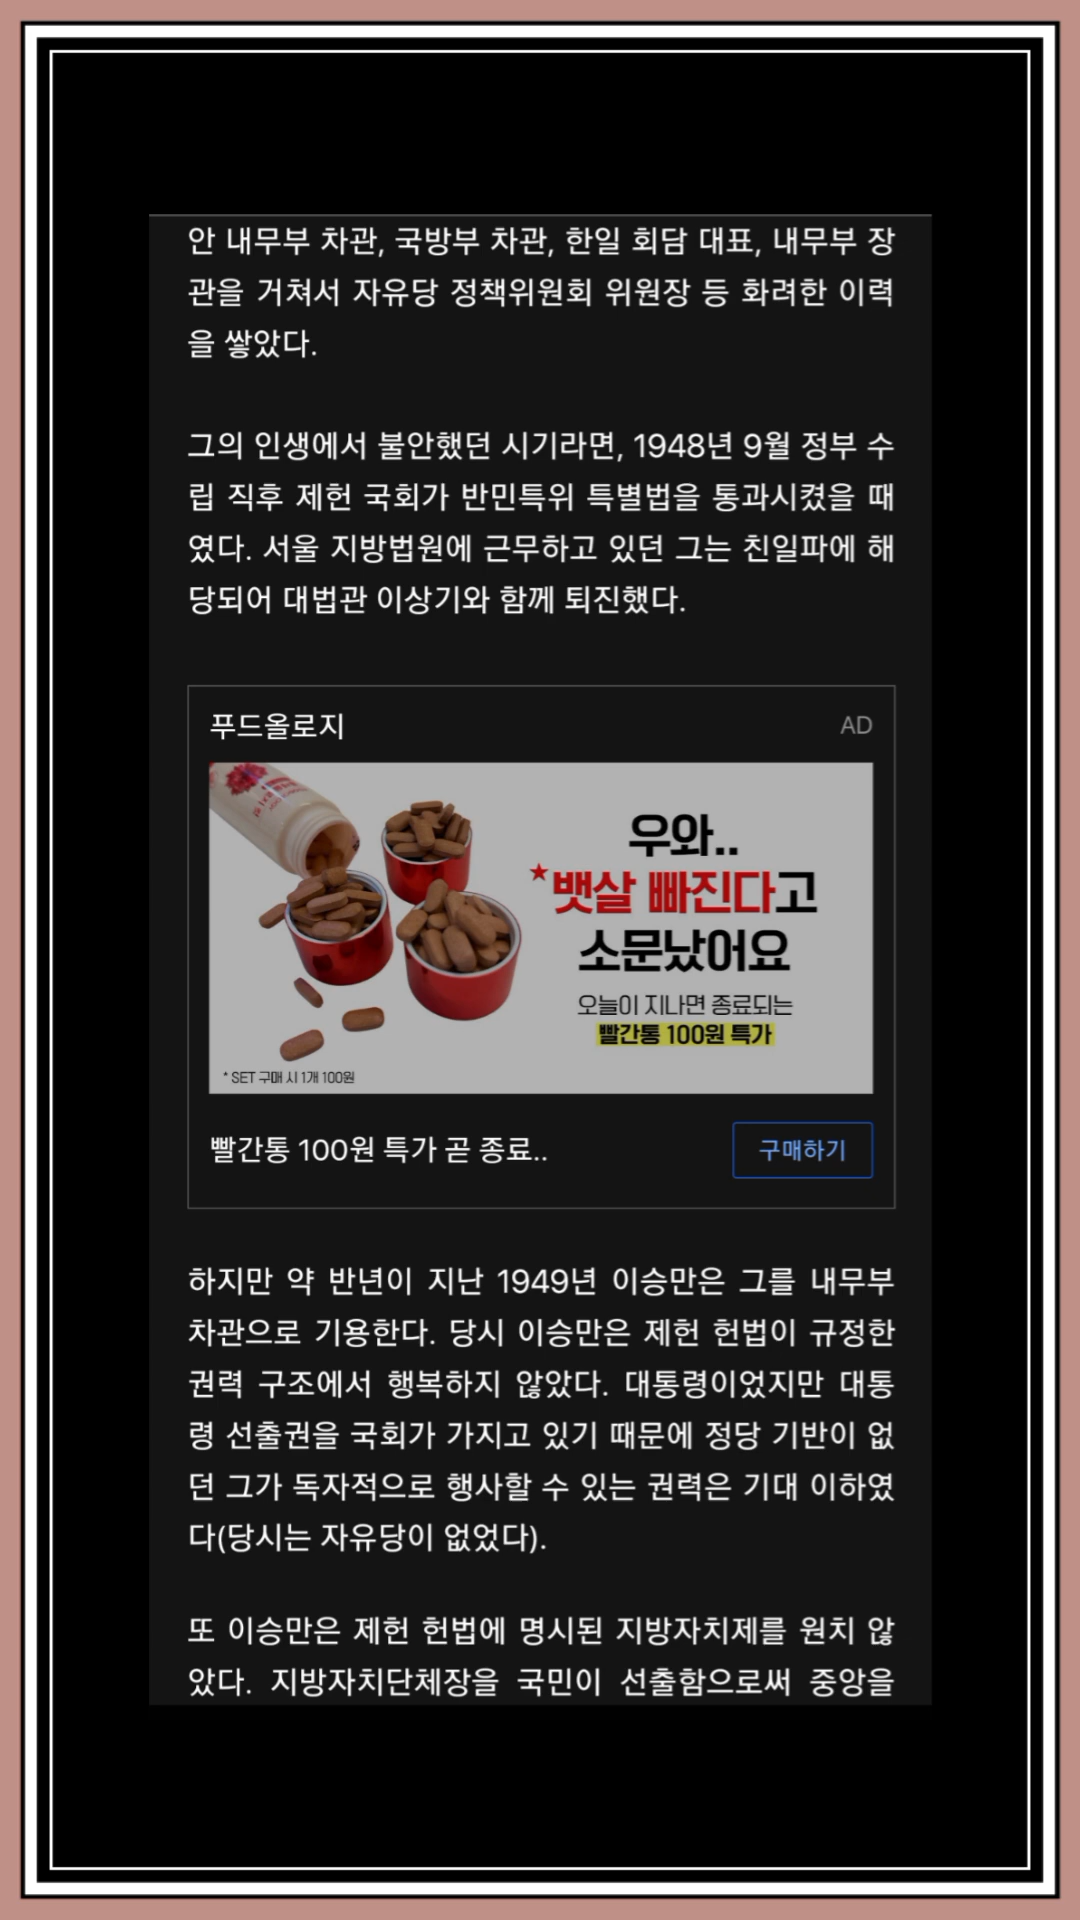 안 내무부 차관, 국방부 차관, 한일 회담 대표, 내무부 장
관을 거쳐서 자유당 정책위원회 위원장 등 화려한 이력
을 쌓았다.
그의 인생에서 불안했던 시기라면, 1948년 9월 정부 수
립 직후 제헌 국회가 반민특위 특별법을 통과시켰을 때
였다. 서울 지방법원에 근무하고 있던 그는 친일파에 해
당되어 대법관 이상기와 함께 퇴진했다.
푸드올로지
AD
우와..
*뱃살 빠진다고
소문났어요
오늘이 지나면 종료되는
빨간통 100원 특가
* SET 구매 시 1개 100원
빨간통 100원 특가 곧 종료..
구매하기
하지만 약 반년이 지난 1949년 이승만은 그를 내무부
차관으로 기용한다. 당시 이승만은 제헌 헌법이 규정한
권력 구조에서 행복하지 않았다. 대통령이었지만 대통
령 선출권을 국회가 가지고 있기 때문에 정당 기반이 없
던 그가 독자적으로 행사할 수 있는 권력은 기대 이하였
다(당시는 자유당이 없었다).
또 이승만은 제헌 헌법에 명시된 지방자치제를 원치 않
았다. 지방자치단체장을 국민이 선출함으로써 중앙을